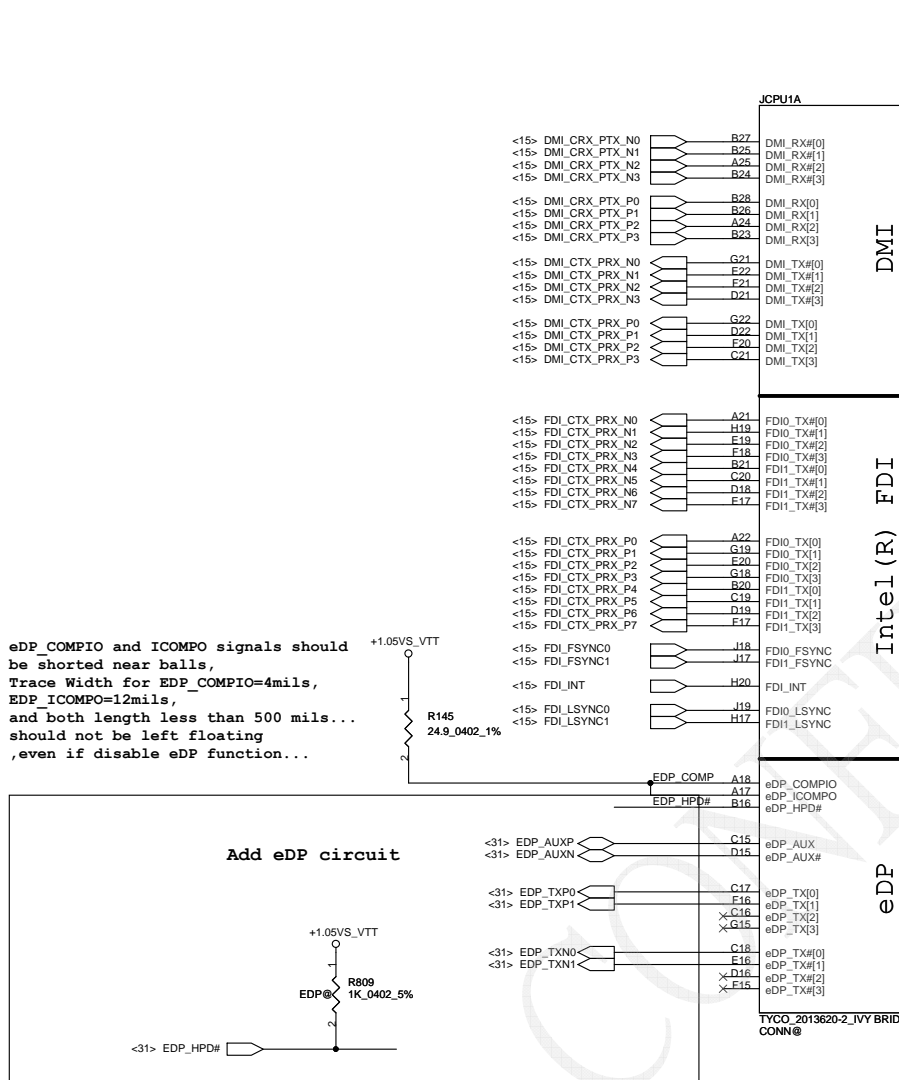 JCPU1A
<15> DMI_CRX_PTX_N0 B27 DMI_RX#[0]
<15> DMI_CRX_PTX_N1 B25 DMI_RX#[1]
<15> DMI_CRX_PTX_N2 A25 DMI_RX#[2]
<15> DMI_CRX_PTX_N3 B24 DMI_RX#[3]
<15> DMI_CRX_PTX_P0 B28 DMI_RX[0]
<15> DMI_CRX_PTX_P1 B26 DMI_RX[1]
<15> DMI_CRX_PTX_P2 A24 DMI_RX[2]
<15> DMI_CRX_PTX_P3 B23 DMI_RX[3]
DMI
<15> DMI_CTX_PRX_N0 G21 DMI_TX#[0]
<15> DMI_CTX_PRX_N1 E22 DMI_TX#[1]
<15> DMI_CTX_PRX_N2 F21 DMI_TX#[2]
<15> DMI_CTX_PRX_N3 D21 DMI_TX#[3]
<15> DMI_CTX_PRX_P0 G22 DMI_TX[0]
<15> DMI_CTX_PRX_P1 D22 DMI_TX[1]
<15> DMI_CTX_PRX_P2 F20 DMI_TX[2]
<15> DMI_CTX_PRX_P3 C21 DMI_TX[3]
<15> FDI_CTX_PRX_N0 A21 FDI0_TX#[0]
<15> FDI_CTX_PRX_N1 H19 FDI0_TX#[1]
<15> FDI_CTX_PRX_N2 E19 FDI0_TX#[2]
<15> FDI_CTX_PRX_N3 F18 FDI0_TX#[3]
<15> FDI_CTX_PRX_N4 B21 FDI1_TX#[0]
<15> FDI_CTX_PRX_N5 C20 FDI1_TX#[1]
<15> FDI_CTX_PRX_N6 D18 FDI1_TX#[2]
<15> FDI_CTX_PRX_N7 E17 FDI1_TX#[3]
Intel(R) FDI
<15> FDI_CTX_PRX_P0 A22 FDI0_TX[0]
<15> FDI_CTX_PRX_P1 G19 FDI0_TX[1]
<15> FDI_CTX_PRX_P2 E20 FDI0_TX[2]
<15> FDI_CTX_PRX_P3 G18 FDI0_TX[3]
<15> FDI_CTX_PRX_P4 B20 FDI1_TX[0]
<15> FDI_CTX_PRX_P5 C19 FDI1_TX[1]
<15> FDI_CTX_PRX_P6 D19 FDI1_TX[2]
<15> FDI_CTX_PRX_P7 F17 FDI1_TX[3]
<15> FDI_FSYNC0 J18 FDI0_FSYNC
<15> FDI_FSYNC1 J17 FDI1_FSYNC
<15> FDI_INT H20 FDI_INT
<15> FDI_LSYNC0 J19 FDI0_LSYNC
<15> FDI_LSYNC1 H17 FDI1_LSYNC
eDP_COMPIO and ICOMPO signals should
be shorted near balls,
Trace Width for EDP_COMPIO=4mils,
EDP_ICOMPO=12mils,
and both length less than 500 mils...
should not be left floating
,even if disable eDP function...
+1.05VS_VTT
1
R145
24.9_0402_1%
2
EDP_COMP A18 eDP_COMPIO
A17 eDP_ICOMPO
EDP_HPD# B16 eDP_HPD#
<31> EDP_AUXP C15 eDP_AUX
<31> EDP_AUXN D15 eDP_AUX#
eDP
<31> EDP_TXP0 C17 eDP_TX[0]
<31> EDP_TXP1 F16 eDP_TX[1]
C16 eDP_TX[2]
G15 eDP_TX[3]
<31> EDP_TXN0 C18 eDP_TX#[0]
<31> EDP_TXN1 E16 eDP_TX#[1]
D16 eDP_TX#[2]
F15 eDP_TX#[3]
TYCO_2013620-2_IVY BRID
CONN@
Add eDP circuit
+1.05VS_VTT
1
R809
EDP@ 1K_0402_5%
2
<31> EDP_HPD#
CONF